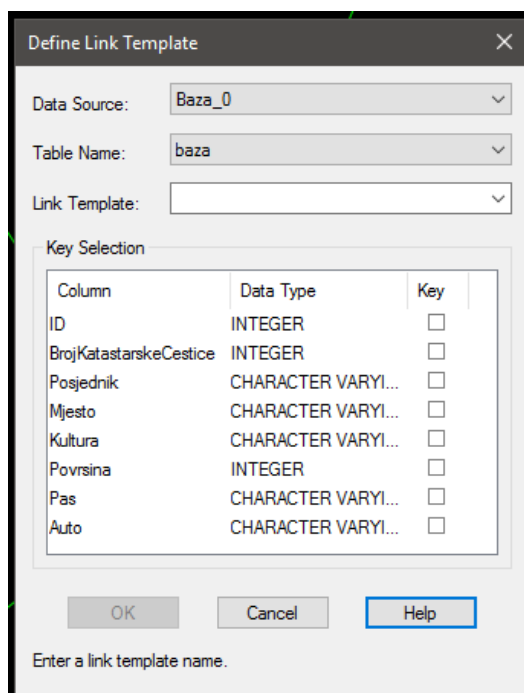 Define Link Template
Data Source: Baza_0
Table Name: baza
Link Template:
Key Selection
Column Data Type Key
ID INTEGER
BrojKatastarskeCestice INTEGER
Posjednik CHARACTER VARYI...
Mjesto CHARACTER VARYI...
Kultura CHARACTER VARYI...
Povrsina INTEGER
Pas CHARACTER VARYI...
Auto CHARACTER VARYI...
OK Cancel Help
Enter a link template name.